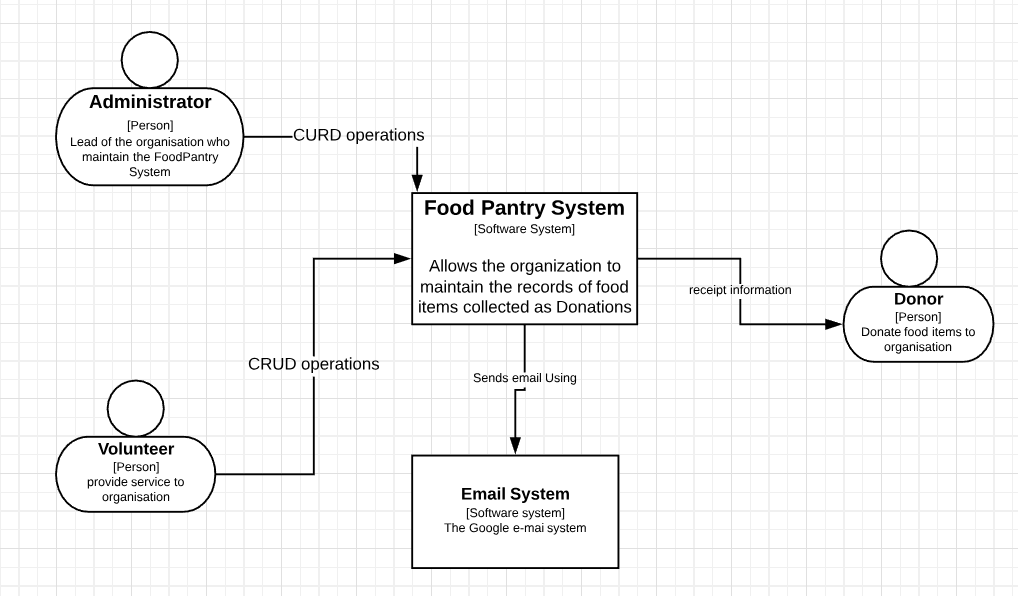 Administrator
[Person]
Lead of the organisation who
maintain the FoodPantry
System
CURD operations
Food Pantry System
[Software System]
Allows the organization to
maintain the records of food
items collected as Donations
receipt information
Donor
[Person]
Donate food items to
organisation
CRUD operations
Sends email Using
Volunteer
[Person]
provide service to
organisation
Email System
[Software system]
The Google e-mai system